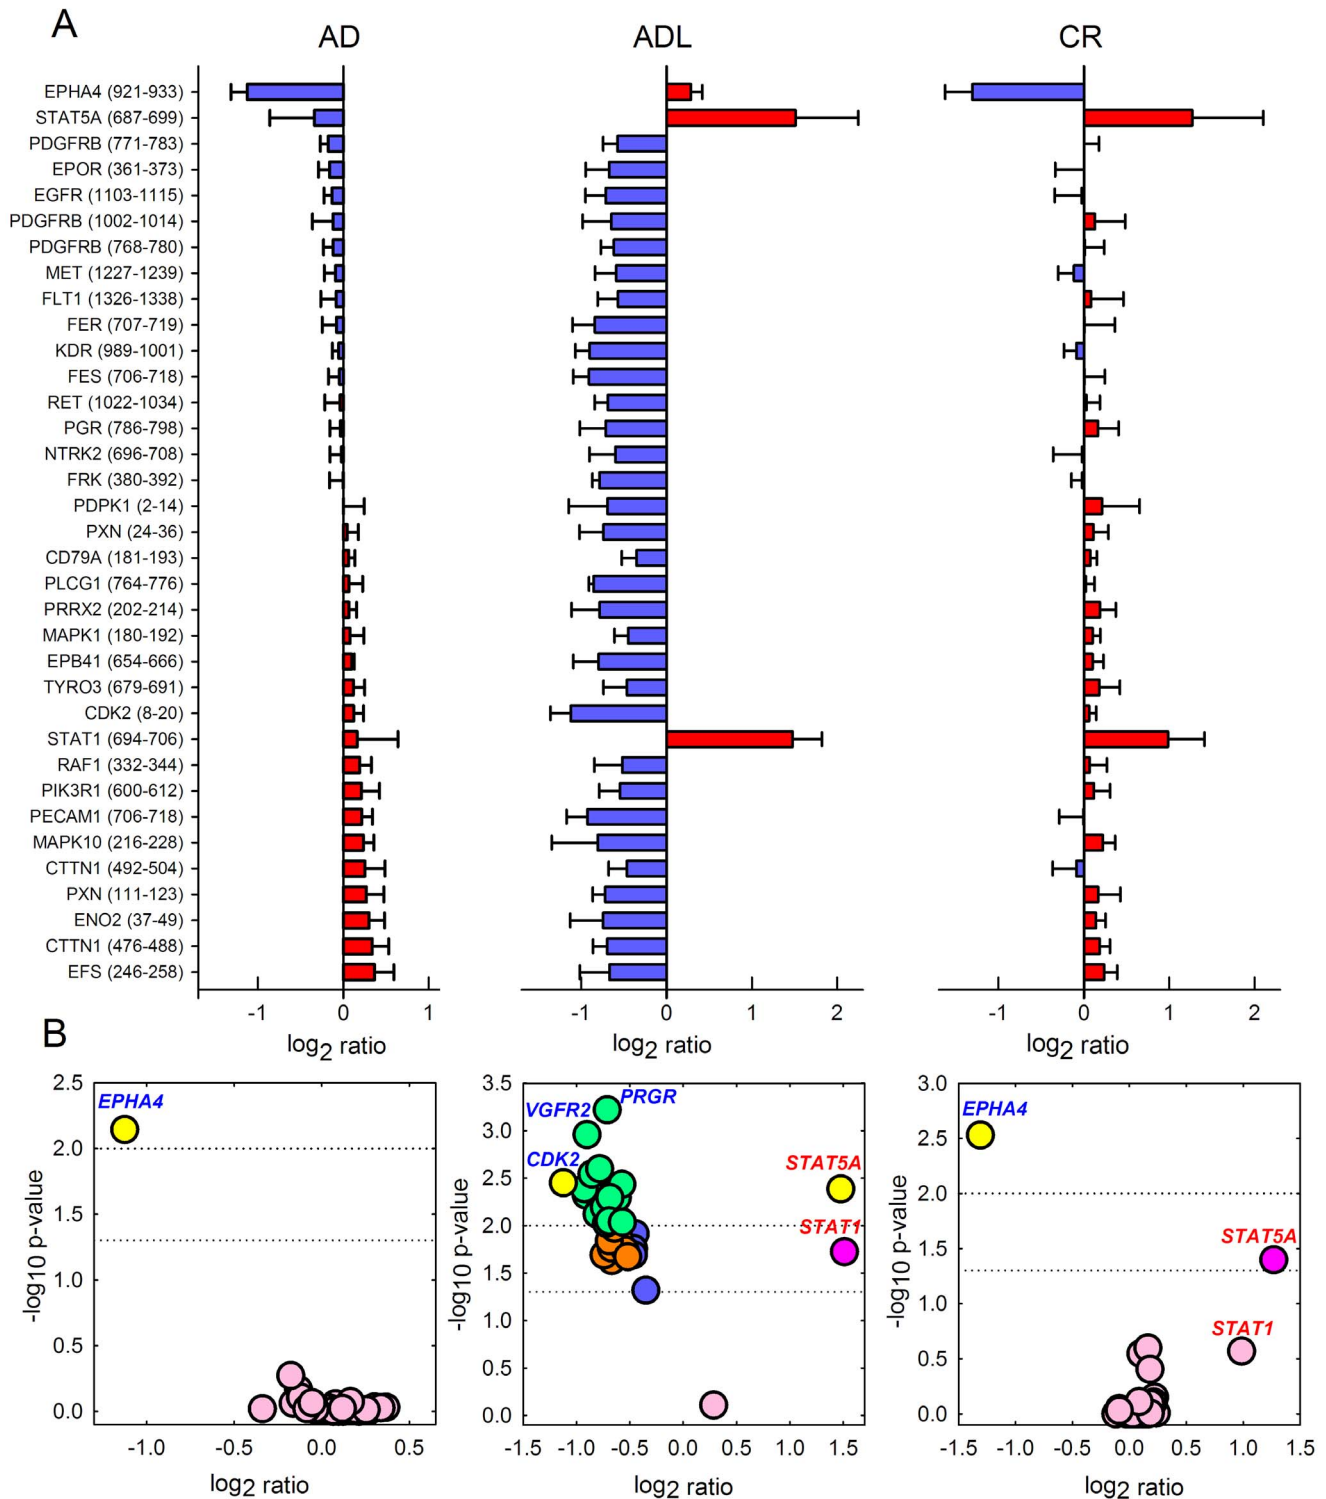 A
AD ADL CR
EPHA4 (921-933)
STAT5A (687-699)
PDGFRB (771-783)
EPOR (361-373)
EGFR (1103-1115)
PDGFRB (1002-1014)
PDGFRB (768-780)
MET (1227-1239)
FLT1 (1326-1338)
FER (707-719)
KDR (989-1001)
FES (706-718)
RET (1022-1034)
PGR (786-798)
NTRK2 (696-708)
FRK (380-392)
PDPK1 (2-14)
PXN (24-36)
CD79A (181-193)
PLCG1 (764-776)
PRRX2 (202-214)
MAPK1 (180-192)
EPB41 (654-666)
TYRO3 (679-691)
CDK2 (8-20)
STAT1 (694-706)
RAF1 (332-344)
PIK3R1 (600-612)
PECAM1 (706-718)
MAPK10 (216-228)
CTTN1 (492-504)
PXN (111-123)
ENO2 (37-49)
CTTN1 (476-488)
EFS (246-258)
-1 0 1 -1 0 1 2 -1 0 1 2
log2 ratio log2 ratio log2 ratio
B
-log10 p-value
2.5
2.0
1.5
1.0
0.5
0.0
EPHA4
-1.0 -0.5 0.0 0.5
log2 ratio
-log10 p-value
3.5
3.0
2.5
2.0
1.5
1.0
0.5
0.0
PRGR
VGFR2
CDK2
STAT5A
STAT1
-1.5 -1.0 -0.5 0.0 0.5 1.0 1.5
log2 ratio
-log10 p-value
3.0
2.5
2.0
1.5
1.0
0.5
0.0
EPHA4
STAT5A
STAT1
-1.5 -1.0 -0.5 0.0 0.5 1.0 1.5
log2 ratio